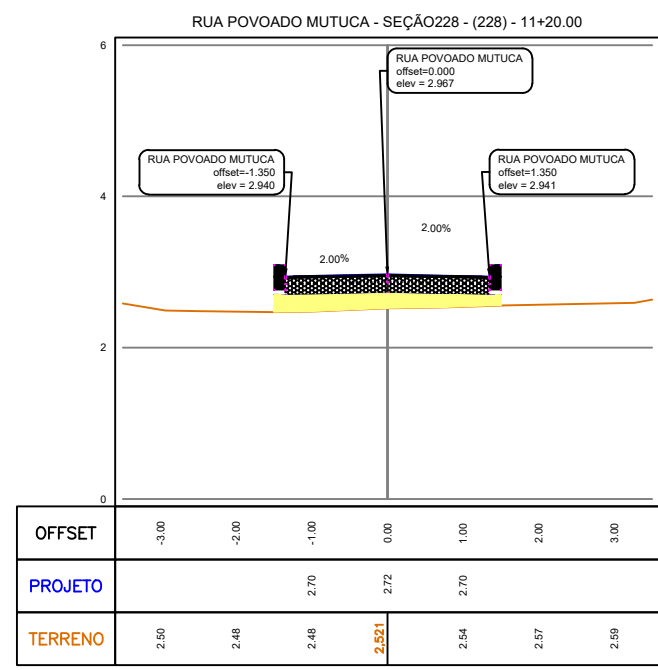 RUA POVOADO MUTUCA - SEÇÃO228 - (228) - 11+20.00
6
RUA POVOADO MUTUCA
offset=0.000
elev = 2.967
RUA POVOADO MUTUCA
offset=-1.350
elev = 2.940
RUA POVOADO MUTUCA
offset=1.350
elev = 2.941
4
2.00%
2.00%
2
0
OFFSET -3.00 -2.00 -1.00 0.00 1.00 2.00 3.00
PROJETO 2.70 2.72 2.70
TERRENO 2.50 2.48 2.48 2,521 2.54 2.57 2.59